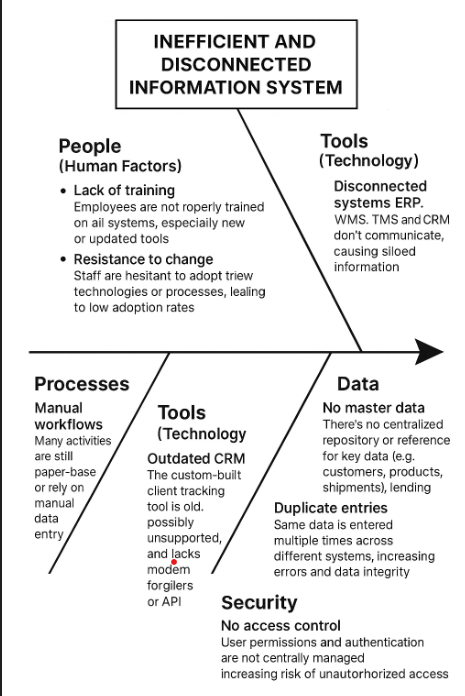 INEFFICIENT AND
DISCONNECTED
INFORMATION SYSTEM
People
(Human Factors)
• Lack of training
Employees are not roperly trained
on ail systems, especially new
or updated tools
• Resistance to change
Staff are hesitant to adopt triew
technologies or processes, lealing
to low adoption rates
Tools
(Technology)
Disconnected
systems ERP.
WMS. TMS and CRM
don't communicate,
causing siloed
information
Processes
Manual
workflows
Many activities
are still
paper-base
or rely on
manual
data
entry
Tools
(Technology
Outdated CRM
The custom-built
client tracking
tool is old.
possibly
unsupported,
and lacks
modem
forgilers
or API
Data
No master data
There's no centralized
repository or reference
for key data (e.g.
customers, products,
shipments), lending
Duplicate entries
Same data is entered
multiple times across
different systems, increasing
errors and data integrity
Security
No access control
User permissions and authentication
are not centrally managed
increasing risk of unautorhorized access